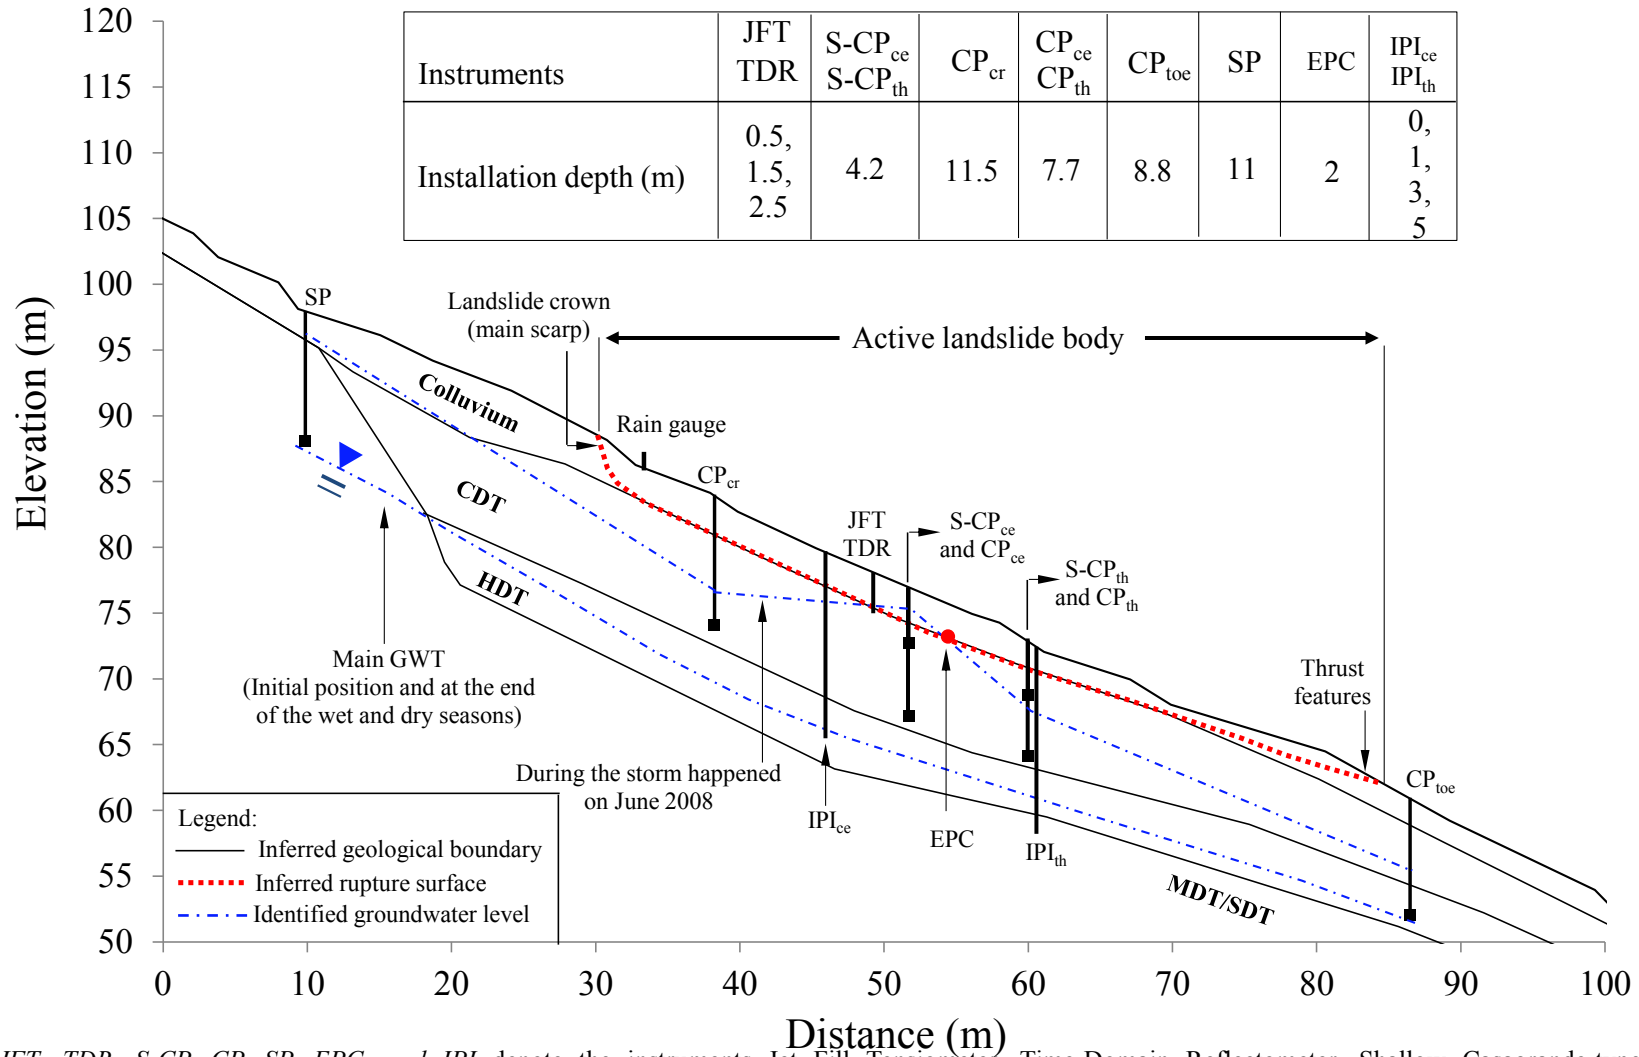 Instruments
JFT
TDR
S-CPce
S-CPth
CPcr
CPce
CPth
CPtoe
SP
EPC
IPIce
IPIth
Installation depth (m)
0.5,
1.5,
2.5
4.2
11.5
7.7
8.8
11
2
0,
1,
3,
5
120
115
110
105
100
95
90
85
80
75
70
65
60
55
50
Elevation (m)
SP
Landslide crown
(main scarp)
Active landslide body
Colluvium
Rain gauge
CPcr
CDT
JFT
TDR
S-CPce
and CPce
S-CPth
and CPth
HDT
Main GWT
(Initial position and at the end
of the wet and dry seasons)
Thrust
features
During the storm happened
on June 2008
IPIce
EPC
IPIth
CPtoe
MDT/SDT
Legend:
Inferred geological boundary
Inferred rupture surface
Identified groundwater level
0 10 20 30 40 50 60 70 80 90 100
Distance (m)